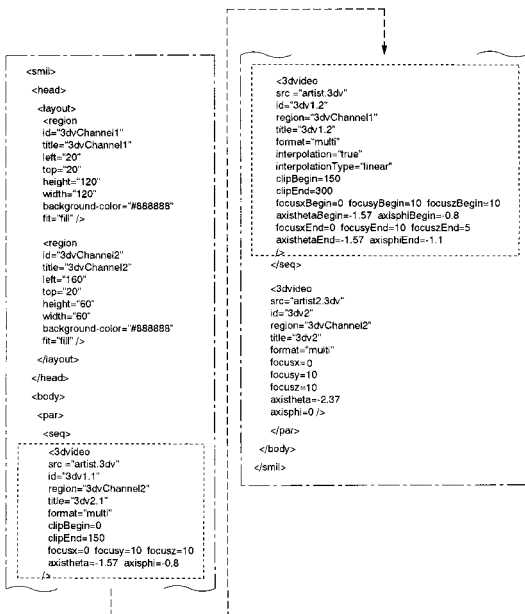 <smil>
<head>
<layout>
<region
id="3dvChannel1"
title="3dvChannel1"
left="20"
top="20"
height="120"
width="120"
background-color="#888888"
fit="fill" />
<region
id="3dvChannel2"
title="3dvChannel2"
left="160"
top="20"
height="60"
width="60"
background-color="#888888"
fit="fill" />
</layout>
</head>
<body>
<par>
<seq>
<3dvideo
src ="artist.3dv"
id="3dv1.1"
region="3dvChannel2"
title="3dv2.1"
format="multi"
clipBegin=0
clipEnd=150
focusx=0 focusy=10 focusz=10
axistheta=-1.57 axisphi=-0.8
/>
<3dvideo
src ="artist.3dv"
id="3dv1.2"
region="3dvChannel1"
title="3dv1.2"
format="multi"
interpolation="true"
interpolationType="linear"
clipBegin=150
clipEnd=300
focusxBegin=0 focusyBegin=10 focuszBegin=10
axisthetaBegin=-1.57 axisphiBegin=-0.8
focusxEnd=0 focusyEnd=10 focuszEnd=5
axisthetaEnd=-1.57 axisphiEnd=-1.1
/>
</seq>
<3dvideo
src="artist2.3dv"
id="3dv2"
region="3dvChannel2"
title="3dv2"
format="multi"
focusx=0
focusy=10
focusz=10
axistheta=-2.37
axisphi=0 />
</par>
</body>
</smil>